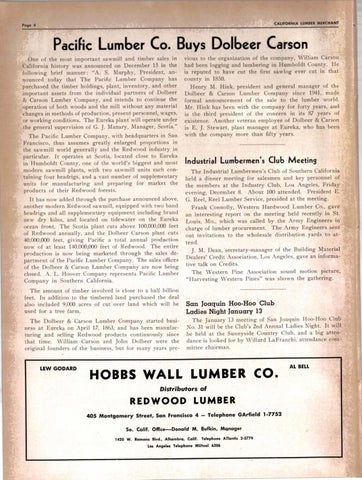 Page 4
CALIFORNIA LUMBER MERCHANT
Pacific Lumber Co. Buys Dolbeer Carson
One of the most important sawmill and timber sales in
California history was announced on December 15 in the
following brief manner: "A. S. Murphy, President, an-
nounced today that The Pacific Lumber Company has
purchased the timber holdings, plant, inventory, and other
important assets from the individual partners of Dolbeer
& Carson Lumber Company, and intends to continue the
operation of both woods and the mill without any material
changes in methods of production, present personnel, wages,
or working conditions. The Eureka plant will operate under
the general supervision of G. J. Mamary, Manager, Scotia."
The Pacific Lumber Company, with headquarters in San
Francisco, thus assumes greatly enlarged proportions in
the sawmill world generally and the Redwood industry in
particular. It operates at Scotia, located close to Eureka
in Humboldt County, one of the world's biggest and most
modern sawmill plants, with two sawmill units each con-
taining four headrigs, and a vast number of supplementary
units for manufacturing and preparing for market the
products of their Redwood forests.
It has now added through the purchase announced above,
another modern Redwood sawmill, equipped with two band
headrigs and all supplementary equipment including brand
new dry kilns, and located on tidewater on the Eureka
ocean front. The Scotia plant cuts above 100,000,000 feet
of Redwood annually, and the Dolbeer Carson plant cuts
40,000,000 feet, giving Pacific a total annual production
now of at least 140,000,000 feet of Redwood. The entire
production is now being marketed through the sales de-
partment of the Pacific Lumber Company. The sales offices
of the Dolbeer & Carson Lumber Company are now being
closed. A. L. Hoover Company represents Pacific Lumber
Company in Southern California.
The amount of timber involved is close to a half billion
feet. In addition to the timbered land purchased the deal
also included 9,000 acres of cut over land which will be
used for a tree farm.
The Dolbeer & Carson Lumber Company started busi-
ness at Eureka on April 17, 1863, and has been manufac-
turing and selling Redwood products continuously since
that time. William Carson and John Dolbeer were the
original founders of the business, but for many years pre-
vious to the organization of the company, William Carson
had been logging and lumbering in Humboldt County. He
is reputed to have cut the first sawlog ever cut in that
county in 1850.
Henry M. Hink, president and general manager of the
Dolbeer & Carson Lumber Company since 1941, made
formal announcement of the sale to the lumber world.
Mr. Hink has been with the company for forty years, and
is the third president of the concern in its 87 years of
existence. Another veteran employee of Dolbeer & Carson
is E. J. Stewart, plant manager at Eureka, who has been
with the company more than fifty years.
Industrial Lumbermen's Club Meeting
The Industrial Lumbermen's Club of Southern California
held a dinner meeting for salesmen and key personnel of
the members at the Industry Club, Los Angeles, Friday
evening, December 8. About 100 attended. President E.
G. Reel, Reel Lumber Service, presided at the meeting.
Frank Connolly, Western Hardwood Lumber Co., gave
an interesting report on the meeting held recently in St.
Louis, Mo., which was called by the Army Engineers in
charge of lumber procurement. The Army Engineers sent
out invitations to the wholesale distribution yards to at-
tend.
J. M. Dean, secretary-manager of the Building Material
Dealers' Credit Association, Los Angeles, gave an informa-
tive talk on Credits.
The Western Pine Association sound motion picture,
"Harvesting Western Pines" was shown the gathering.
San Joaquin Hoo-Hoo Club
Ladies Night January 13
The January 13 meeting of San Joaquin Hoo-Hoo Club
No. 31 will be the Club's 2nd Annual Ladies Night. It will
be held at the Sunnyside Country Club, and a big atten-
dance is looked for by Willard LaFranchi, attendance com-
mittee chairman.
LEW GODARD
AL BELL
HOBBS WALL LUMBER CO.
Distributors of
REDWOOD LUMBER
405 Montgomery Street, San Francisco 4 — Telephone GArfield 1-7752
So. Calif. Office—Donald M. Bufkin, Manager
1426 W. Ramona Blvd., Alhambra, Calif. Telephone ATlantic 2-3779
Los Angeles Telephone MUtual 6306